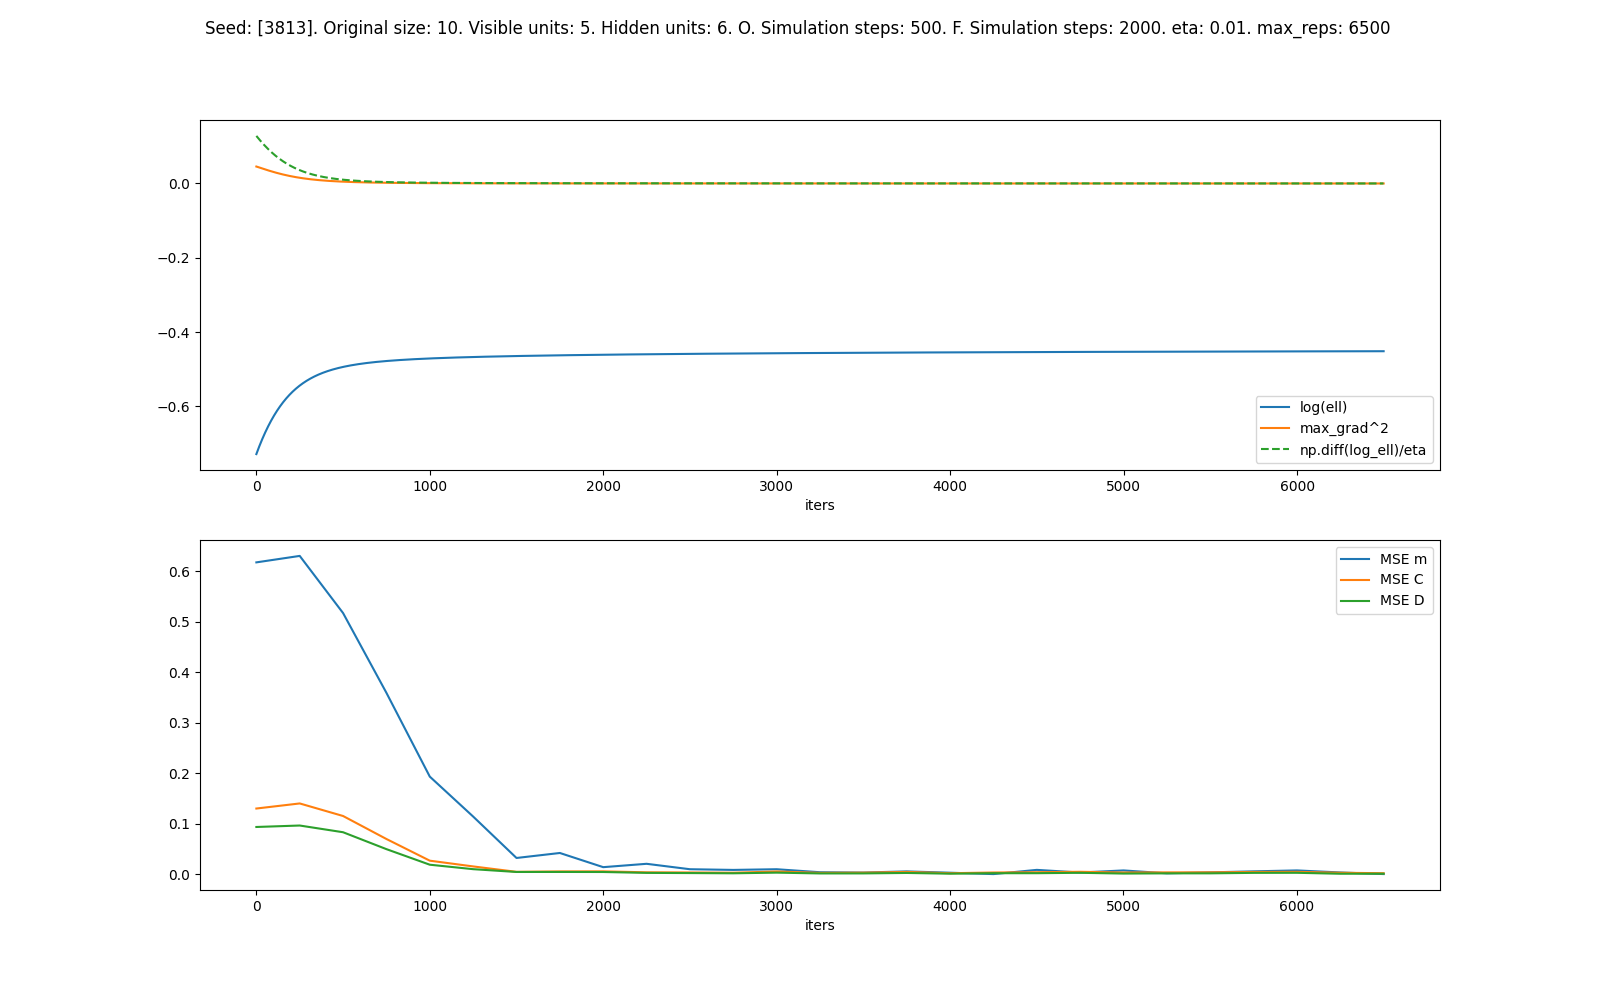 Seed: [3813]. Original size: 10. Visible units: 5. Hidden units: 6. O. Simulation steps: 500. F. Simulation steps: 2000. eta: 0.01. max_reps: 6500
0.0
−0.2
−0.4
−0.6
log(ell)
max_grad^2
np.diff(log_ell)/eta
0 1000 2000 3000 4000 5000 6000
iters
0.6
0.5
0.4
0.3
0.2
0.1
0.0
MSE m
MSE C
MSE D
0 1000 2000 3000 4000 5000 6000
iters